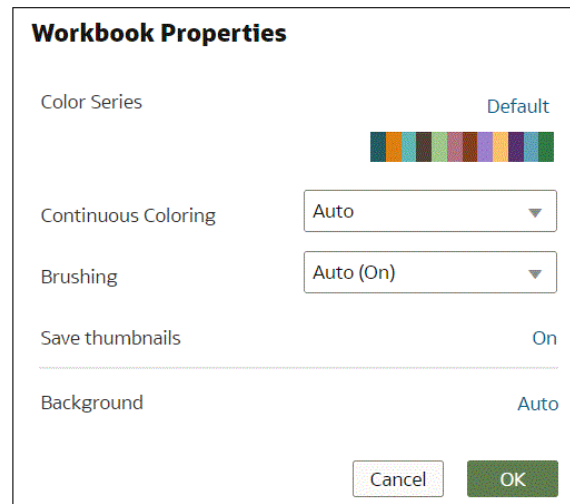 Workbook Properties
Color Series
Default
Continuous Coloring
Auto
Brushing
Auto (On)
Save thumbnails
On
Background
Auto
Cancel
OK